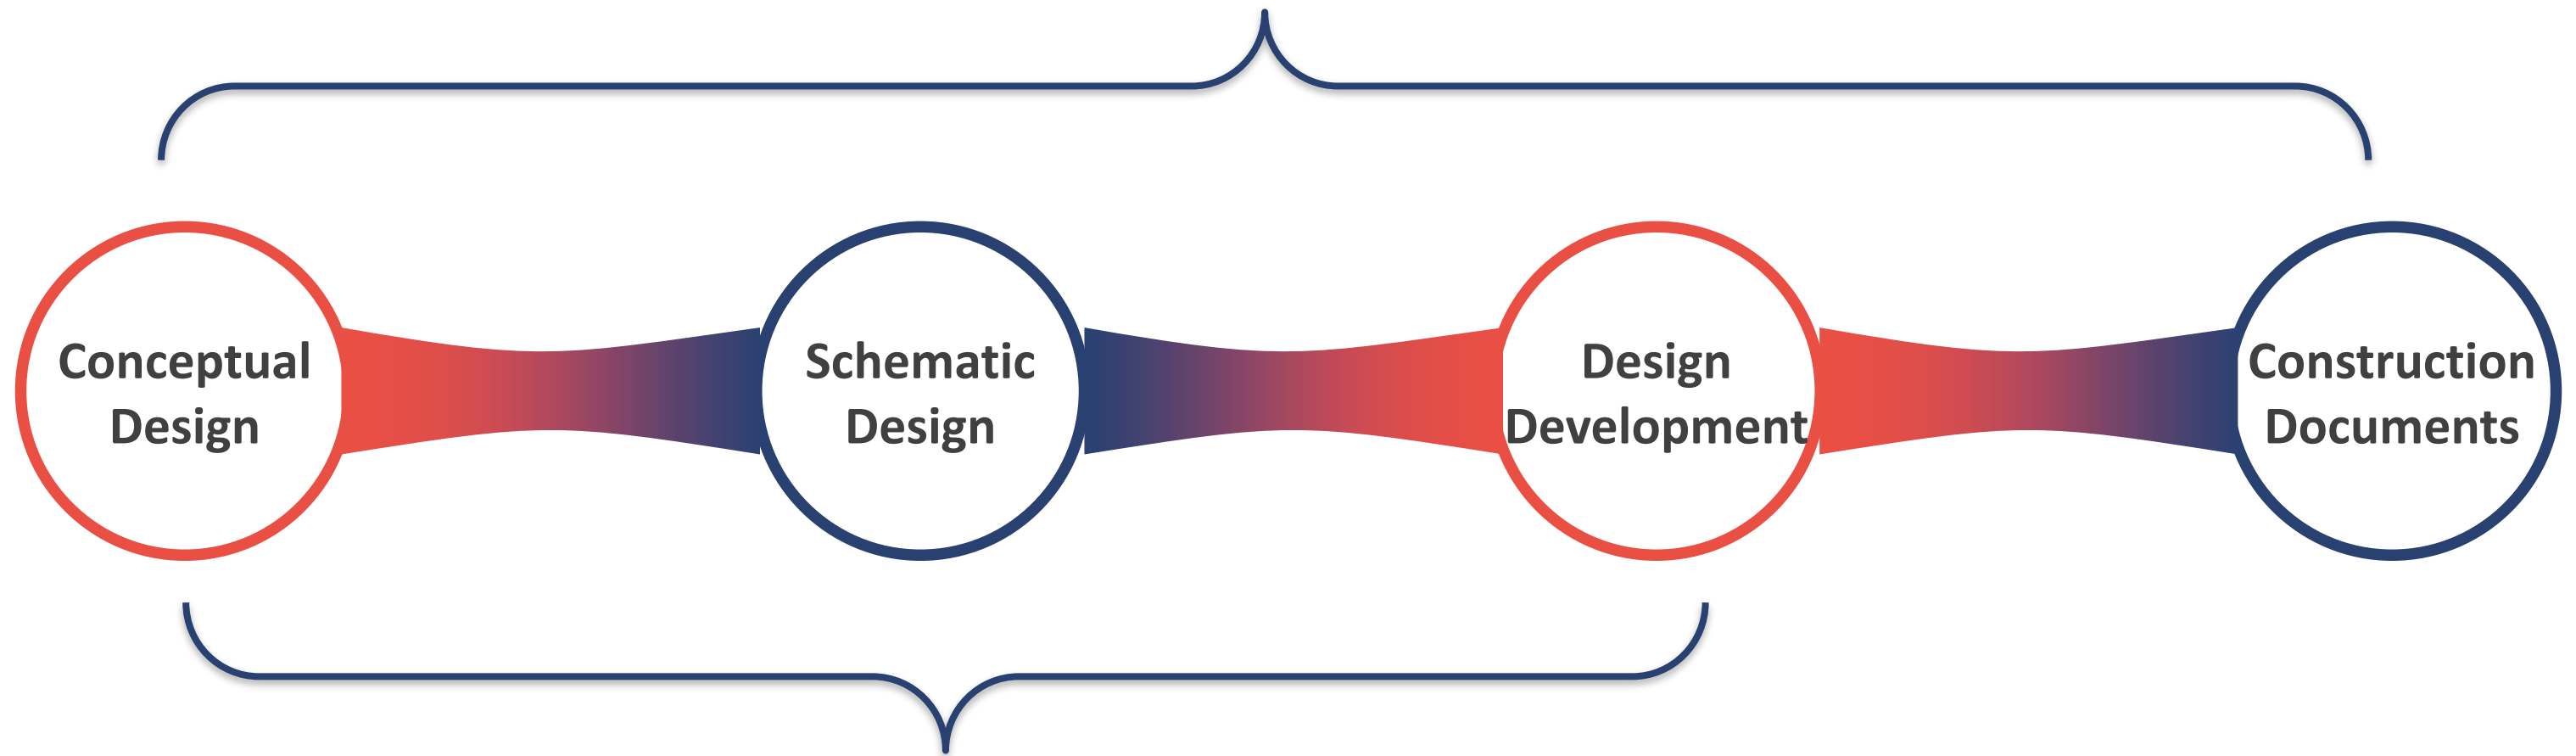 Conceptual
Design
Schematic
Design
Design
Development
Construction
Documents